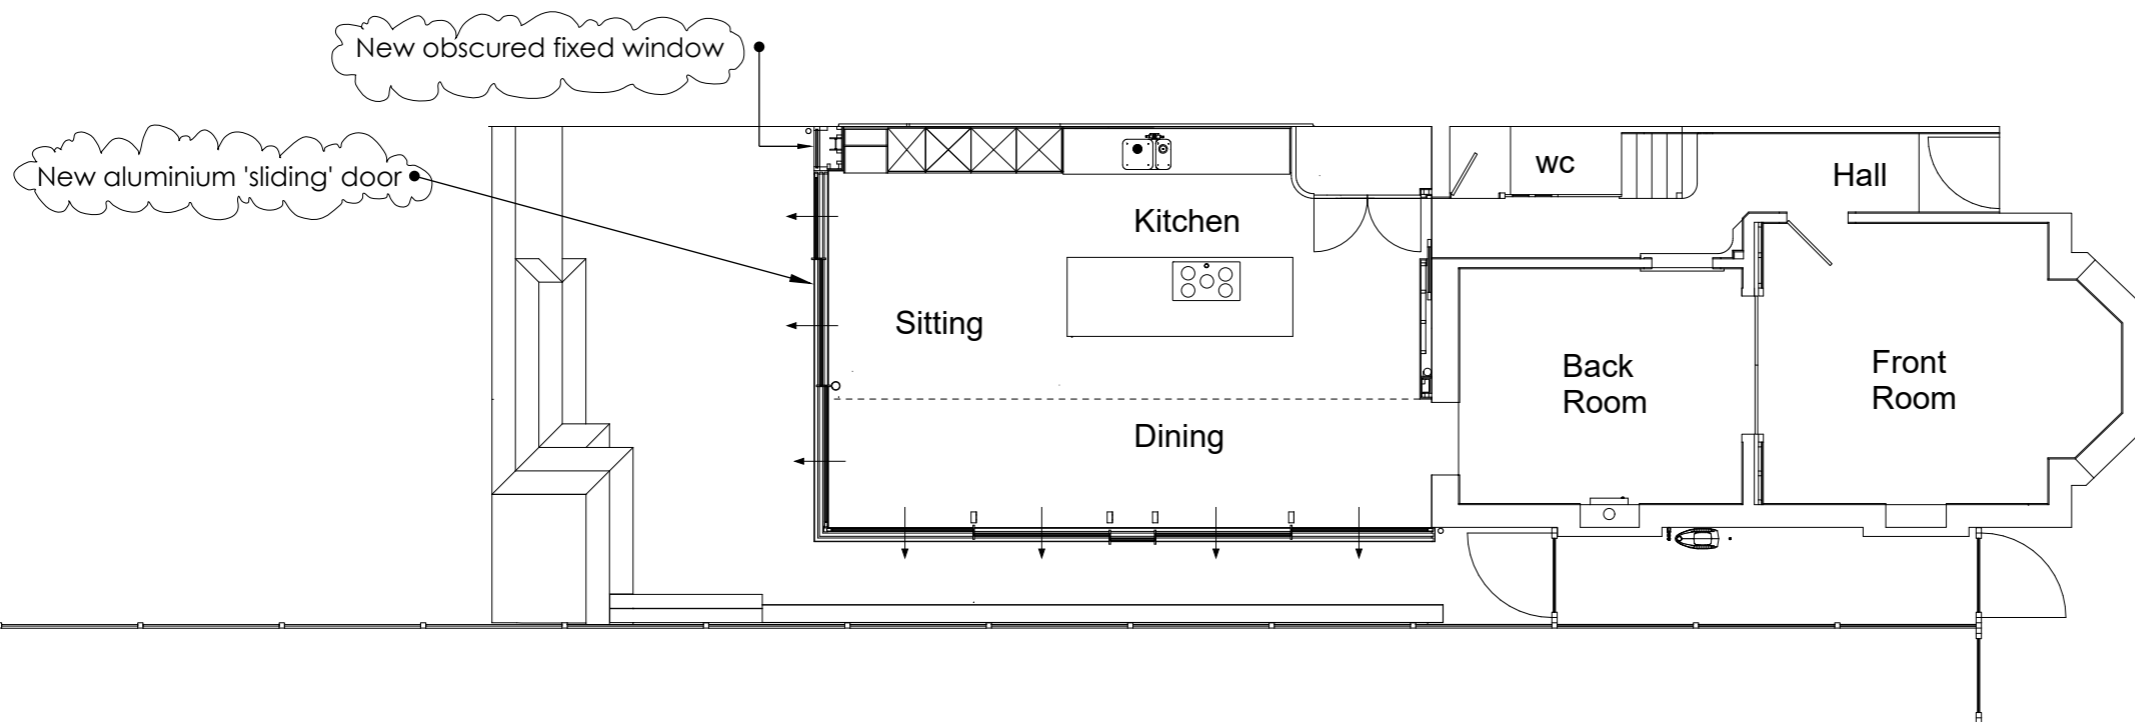 New obscured fixed window
New aluminium 'sliding' door
wc
Hall
Kitchen
Sitting
Back
Room
Front
Room
Dining